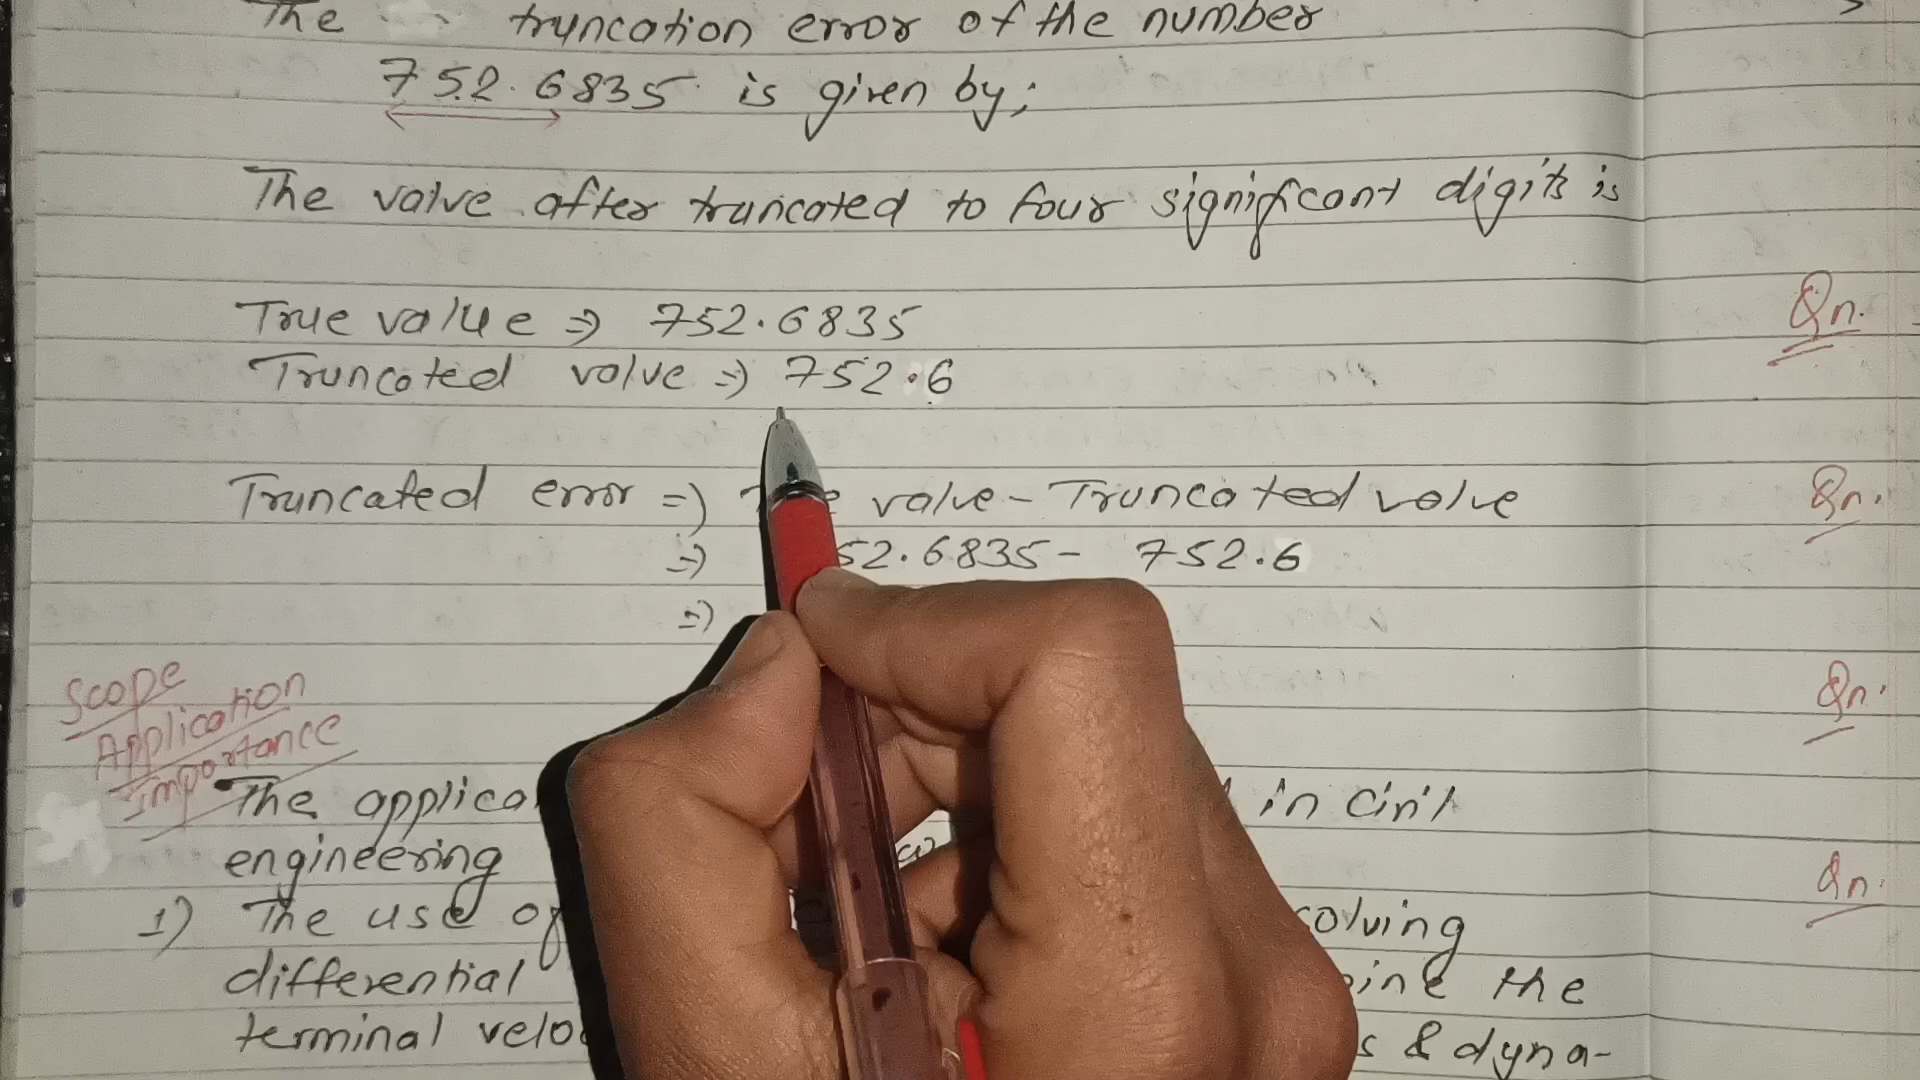 The truncation error of the number
752.6835 is given by;
The value after truncated to four significant digits is
True value => 752.6835
Truncated value => 752.6
Qn.
Truncated error => value - Truncated value
Qn.
=> 52.6835 - 752.6
=>
Scope
Application
Importance
Qn.
The applica in Civil
engineering
Qn.
1) The use of solving
differential the
terminal velo & dyna-